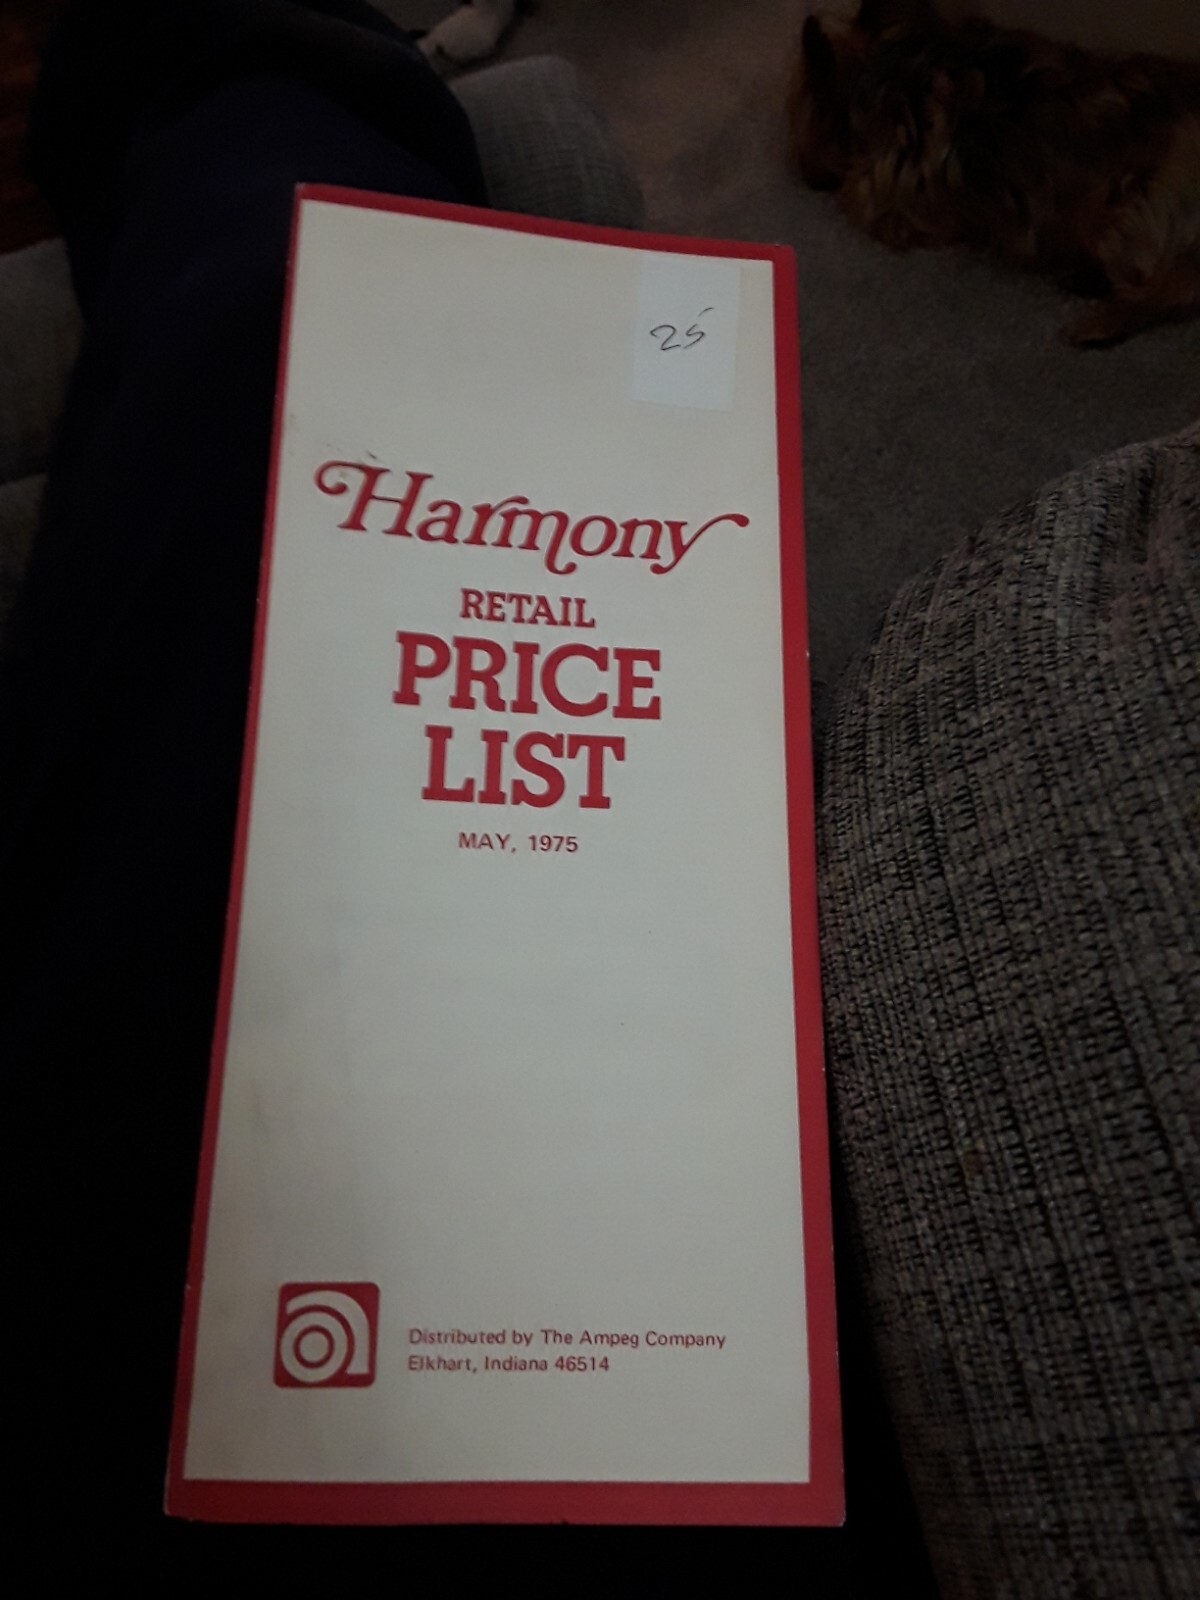 25
Harmony
RETAIL
PRICE
LIST
MAY, 1975
Distributed by The Ampeg Company
Elkhart, Indiana 46514